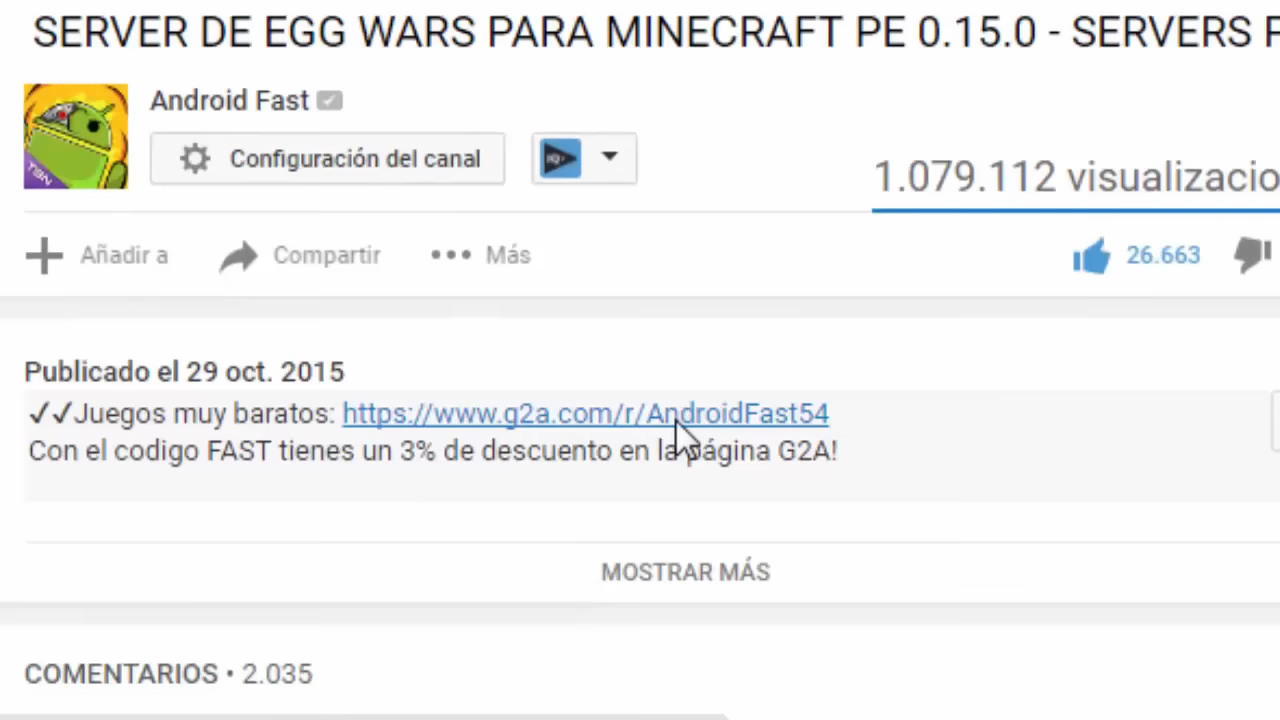 SERVER DE EGG WARS PARA MINECRAFT PE 0.15.0 - SERVERS
Android Fast
TGN
Configuración del canal
1.079.112 visualizacio
Añadir a
Compartir
Más
26.663
Publicado el 29 oct. 2015
✓✓Juegos muy baratos: https://www.g2a.com/r/AndroidFast54
Con el codigo FAST tienes un 3% de descuento en la página G2A!
MOSTRAR MÁS
COMENTARIOS • 2.035